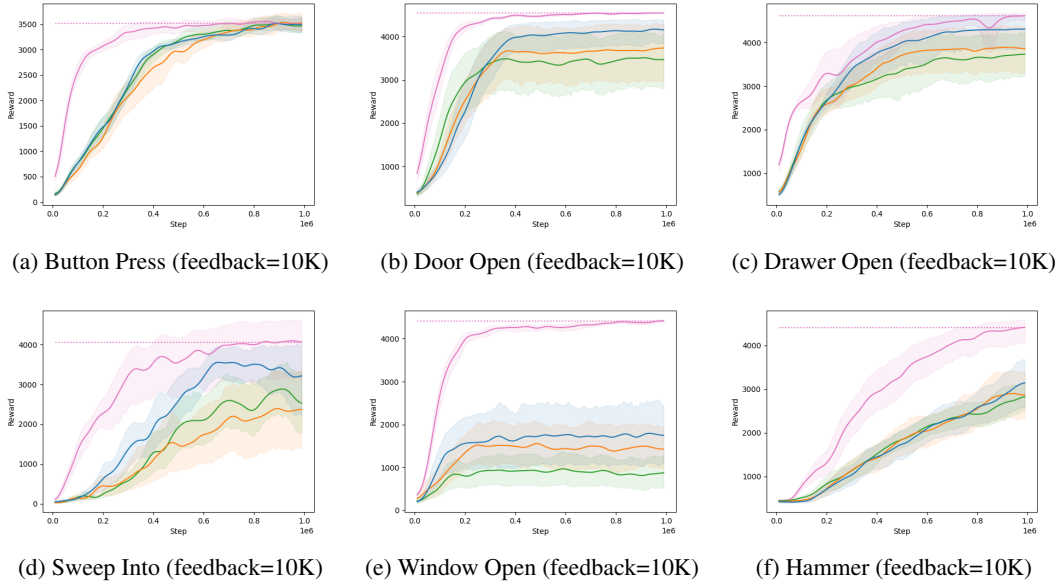 3500
3000
2500
2000
1500
1000
500
0
Reward
0.0 0.2 0.4 0.6 0.8 1.0
Step
1e6
(a) Button Press (feedback=10K)
4000
3000
2000
1000
Reward
0.0 0.2 0.4 0.6 0.8 1.0
Step
1e6
(b) Door Open (feedback=10K)
4000
3000
2000
1000
Reward
0.0 0.2 0.4 0.6 0.8 1.0
Step
1e6
(c) Drawer Open (feedback=10K)
4000
3000
2000
1000
0
Reward
0.0 0.2 0.4 0.6 0.8 1.0
Step
1e6
(d) Sweep Into (feedback=10K)
4000
3000
2000
1000
0
Reward
0.0 0.2 0.4 0.6 0.8 1.0
Step
1e6
(e) Window Open (feedback=10K)
4000
3000
2000
1000
0
Reward
0.0 0.2 0.4 0.6 0.8 1.0
Step
1e6
(f) Hammer (feedback=10K)